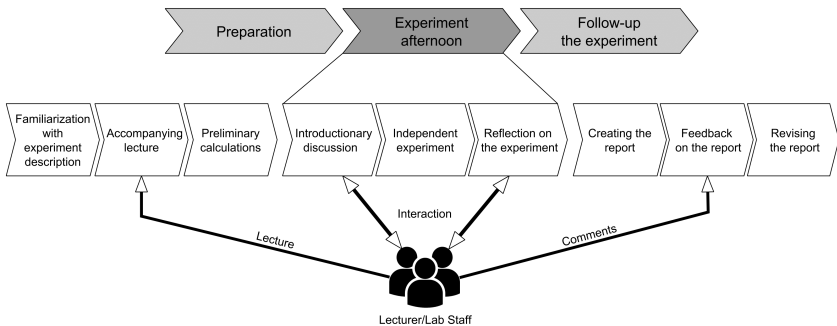 Preparation
Experiment
afternoon
Follow-up
the experiment
Familiarization
with
experiment
description
Accompanying
lecture
Preliminary
calculations
Introductionary
discussion
Independent
experiment
Reflection on
the experiment
Creating the
report
Feedback
on the report
Revising
the report
Interaction
Lecture
Comments
Lecturer/Lab Staff